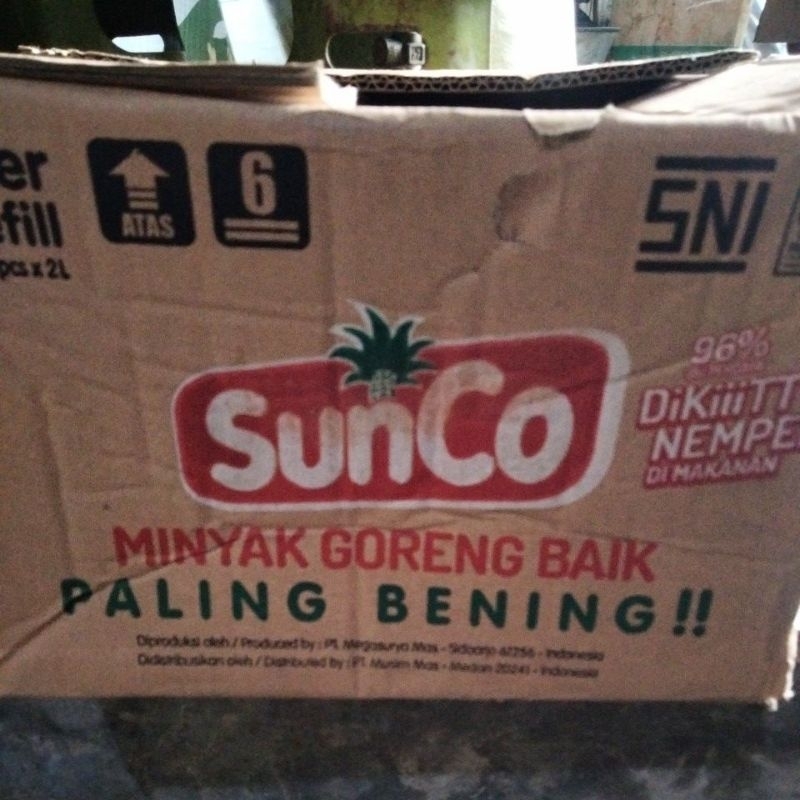 er
efill
pcs x 2L
ATAS
6
SNI
SunCo
96%
DiKiiiTT
NEMPE
DI MAKANAN
MINYAK GORENG BAIK
PALING BENING!!
Diproduksi oleh / Produced by : PT. Megasurya Mas - Sidoarjo 61256 - Indonesia
Didistribusikan oleh / Distributed by : PT. Musim Mas - Medan 20241 - Indonesia